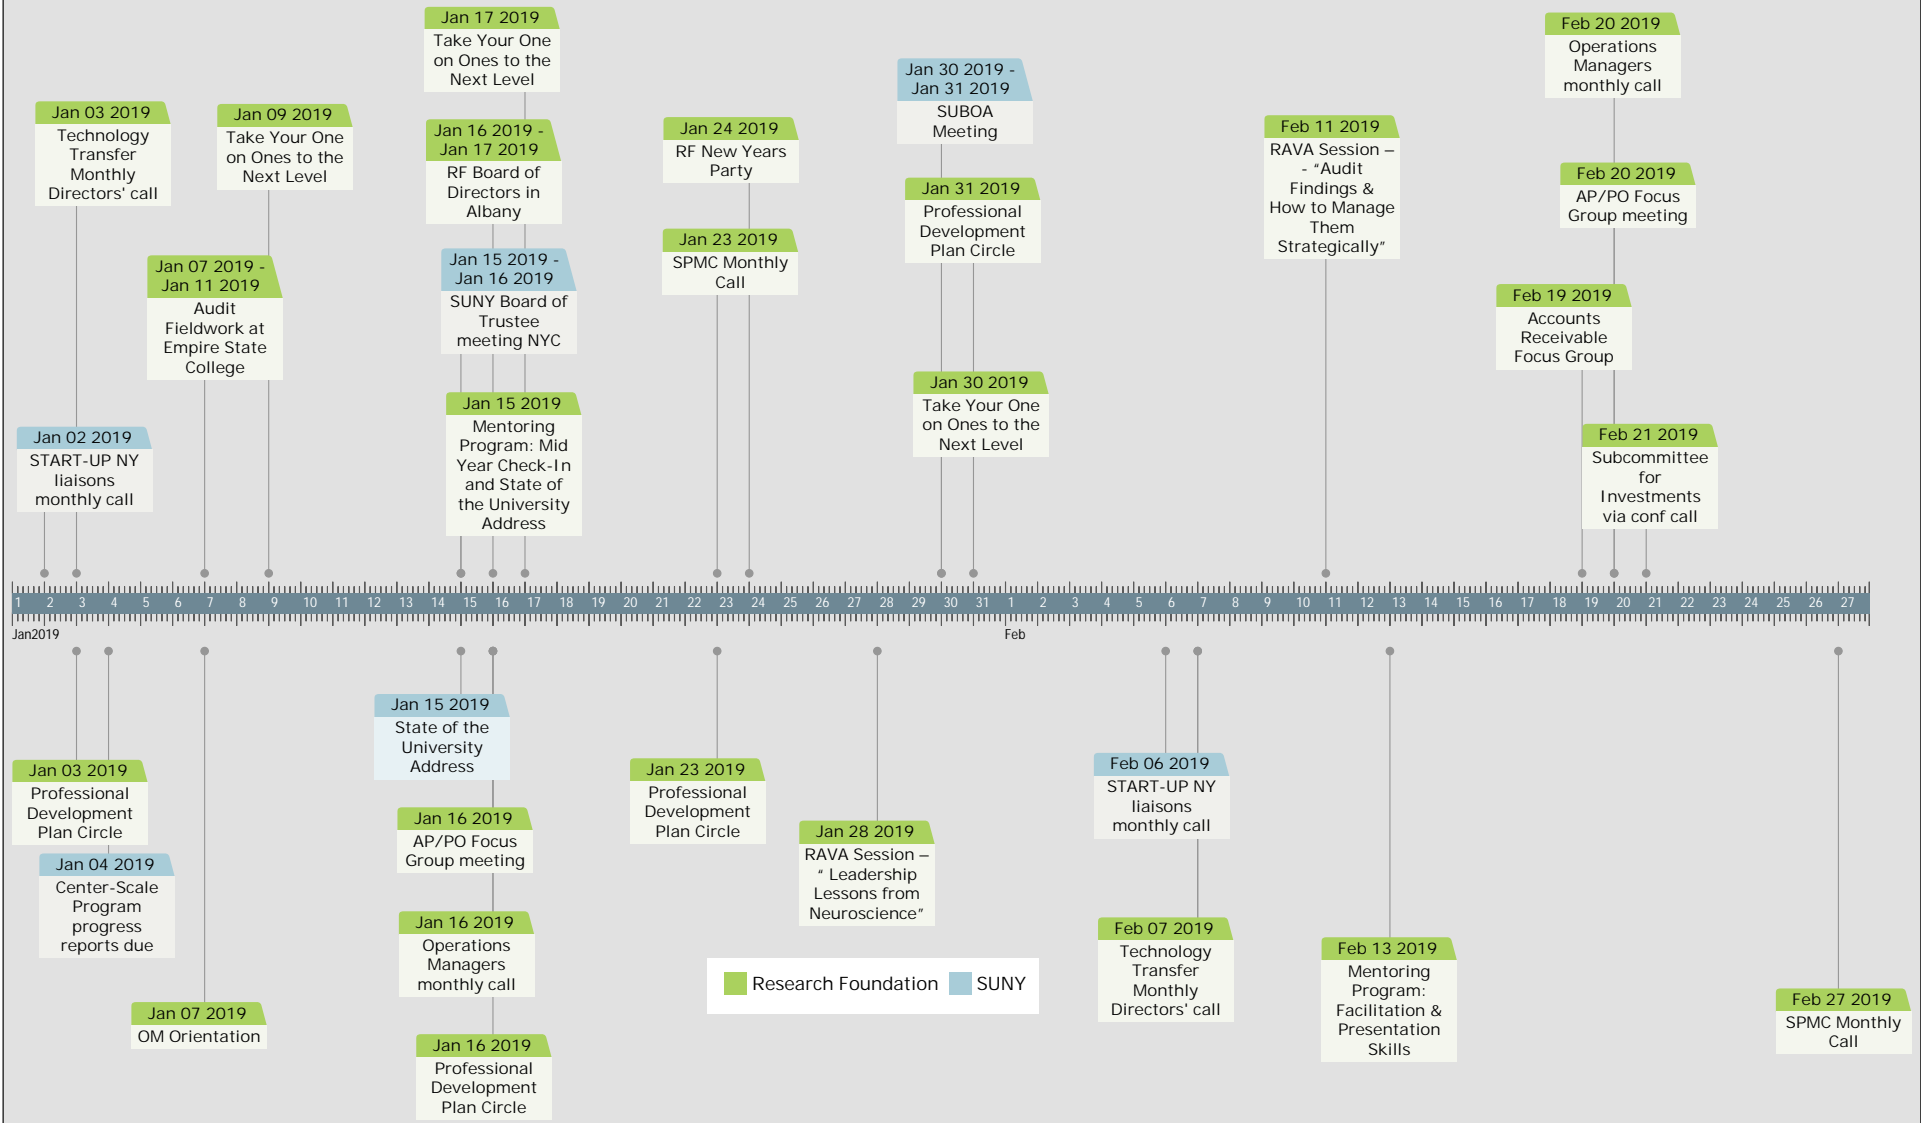 Jan 17 2019
Take Your One
on Ones to the
Next Level
Feb 20 2019
Operations
Managers
monthly call
Jan 30 2019 -
Jan 31 2019
SUBOA
Meeting
Jan 03 2019
Technology
Transfer
Monthly
Directors' call
Jan 09 2019
Take Your One
on Ones to the
Next Level
Jan 16 2019 -
Jan 17 2019
RF Board of
Directors in
Albany
Jan 24 2019
RF New Years
Party
Feb 11 2019
RAVA Session –
- "Audit
Findings &
How to Manage
Them
Strategically"
Feb 20 2019
AP/PO Focus
Group meeting
Jan 31 2019
Professional
Development
Plan Circle
Jan 23 2019
SPMC Monthly
Call
Jan 07 2019 -
Jan 11 2019
Audit
Fieldwork at
Empire State
College
Jan 15 2019 -
Jan 16 2019
SUNY Board of
Trustee
meeting NYC
Feb 19 2019
Accounts
Receivable
Focus Group
Jan 30 2019
Take Your One
on Ones to the
Next Level
Jan 15 2019
Mentoring
Program: Mid
Year Check-In
and State of
the University
Address
Jan 02 2019
START-UP NY
liaisons
monthly call
Feb 21 2019
Subcommittee
for
Investments
via conf call
1 2 3 4 5 6 7 8 9 10 11 12 13 14 15 16 17 18 19 20 21 22 23 24 25 26 27 28 29 30 31 1 2 3 4 5 6 7 8 9 10 11 12 13 14 15 16 17 18 19 20 21 22 23 24 25 26 27
Jan2019 Feb
Jan 15 2019
State of the
University
Address
Jan 03 2019
Professional
Development
Plan Circle
Jan 23 2019
Professional
Development
Plan Circle
Feb 06 2019
START-UP NY
liaisons
monthly call
Jan 16 2019
AP/PO Focus
Group meeting
Jan 28 2019
RAVA Session –
" Leadership
Lessons from
Neuroscience"
Jan 04 2019
Center-Scale
Program
progress
reports due
Jan 16 2019
Operations
Managers
monthly call
Feb 07 2019
Technology
Transfer
Monthly
Directors' call
Feb 13 2019
Mentoring
Program:
Facilitation &
Presentation
Skills
Research Foundation SUNY
Feb 27 2019
SPMC Monthly
Call
Jan 07 2019
OM Orientation
Jan 16 2019
Professional
Development
Plan Circle